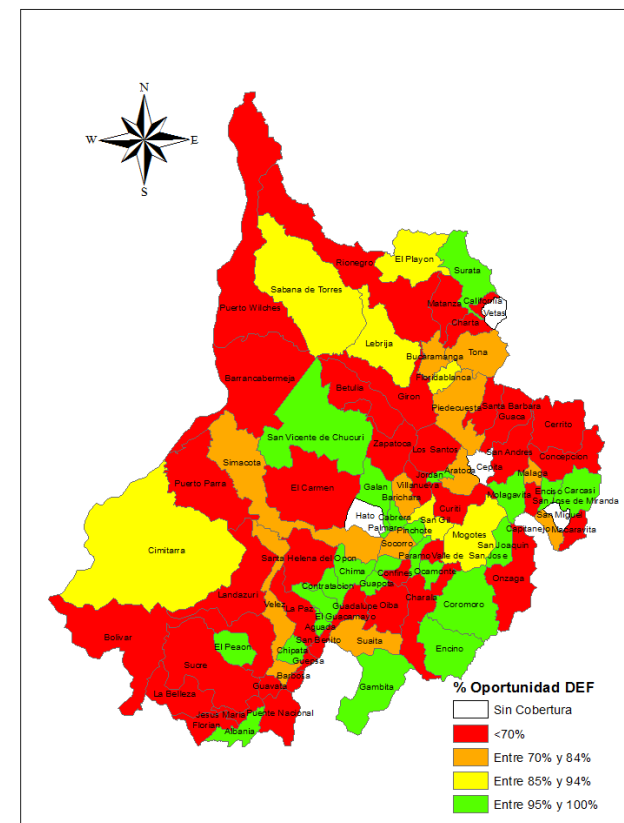 N
W
E
S
Rionegro
El Playon
Surata
Sabana de Torres
Puerto Wilches
Matanza
California
Vetas
Charta
Lebrija
Bucaramanga
Tona
Barrancabermeja
Betulia
Floridablanca
Giron
Piedecuesta
Santa Barbara
Guaca
Cerrito
San Vicente de Chucuri
Zapatoca
Los Santos
San Andres
Concepcion
Simacota
Jordan
Aratoca
Cepita
Malaga
Puerto Parra
El Carmen
Galan
Villanueva
Barichara
Molagavita
Enciso
Carcasi
San Jose de Miranda
Hato
Cabrera
Palmar
Pinchote
San Gil
Curiti
Mogotes
San Miguel
Capitanejo
Macaravita
Cimitarra
Socorro
San Joaquin
Santa Helena del Opon
Paramo
Valle de San Jose
Chima
Confines
Ocamonte
Onzaga
Contratacion
Guapota
Landazuri
Velez
La Paz
Guadalupe
Oiba
Charala
Coromoro
El Guacamayo
Aguada
Bolivar
El Peñon
San Benito
Suaita
Encino
Chipata
Sucre
Guepsa
Barbosa
La Belleza
Guavata
Gambita
Jesus Maria
Puente Nacional
Florian
Albania
% Oportunidad DEF
Sin Cobertura
<70%
Entre 70% y 84%
Entre 85% y 94%
Entre 95% y 100%